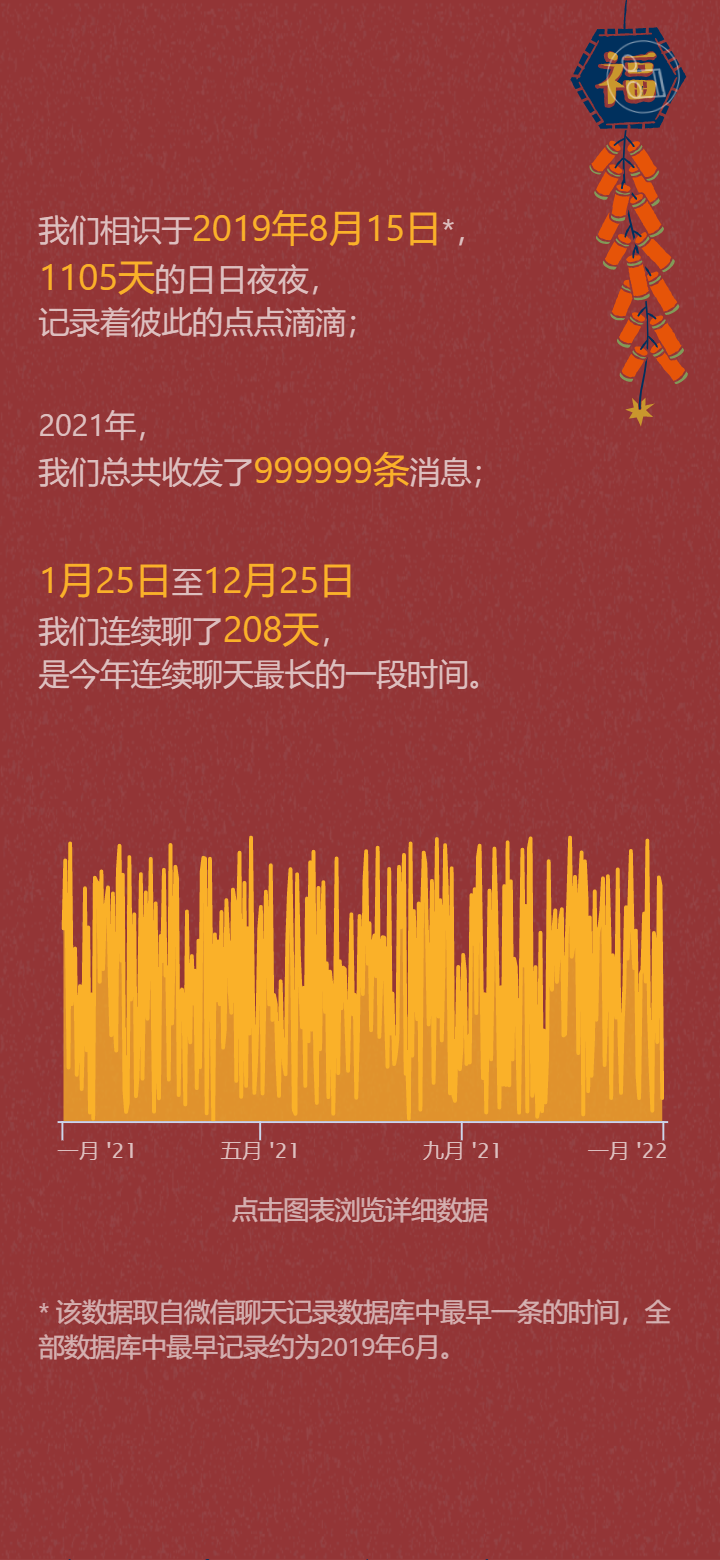 福
我们相识于2019年8月15日*，
1105天的日日夜夜，
记录着彼此的点点滴滴；
2021年，
我们总共收发了999999条消息；
1月25日至12月25日
我们连续聊了208天，
是今年连续聊天最长的一段时间。
一月 '21 五月 '21 九月 '21 一月 '22
点击图表浏览详细数据
* 该数据取自微信聊天记录数据库中最早一条的时间，全
部数据库中最早记录约为2019年6月。